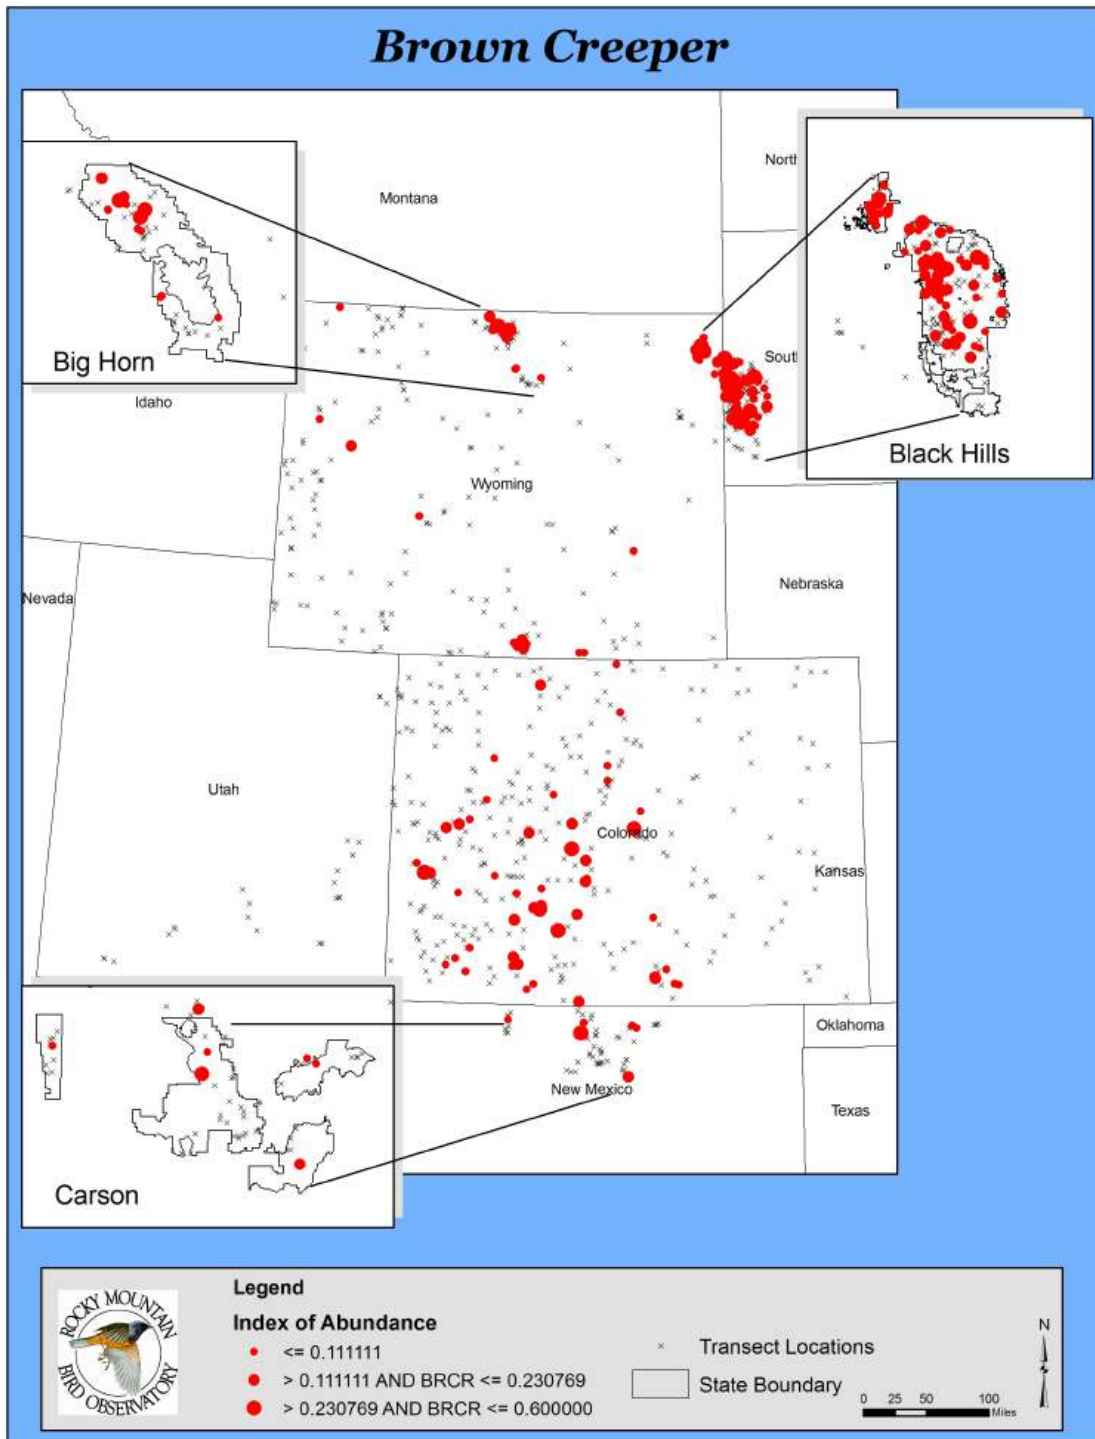 Brown Creeper
Montana
North
Big Horn
Idaho
South
Black Hills
Wyoming
Nevada
Nebraska
Utah
Colorado
Kansas
Oklahoma
New Mexico
Texas
Carson
ROCKY MOUNTAIN
BIRD OBSERVATORY
Legend
Index of Abundance
<= 0.111111
> 0.111111 AND BRCR <= 0.230769
> 0.230769 AND BRCR <= 0.600000
Transect Locations
State Boundary
N
0 25 50 100
Miles